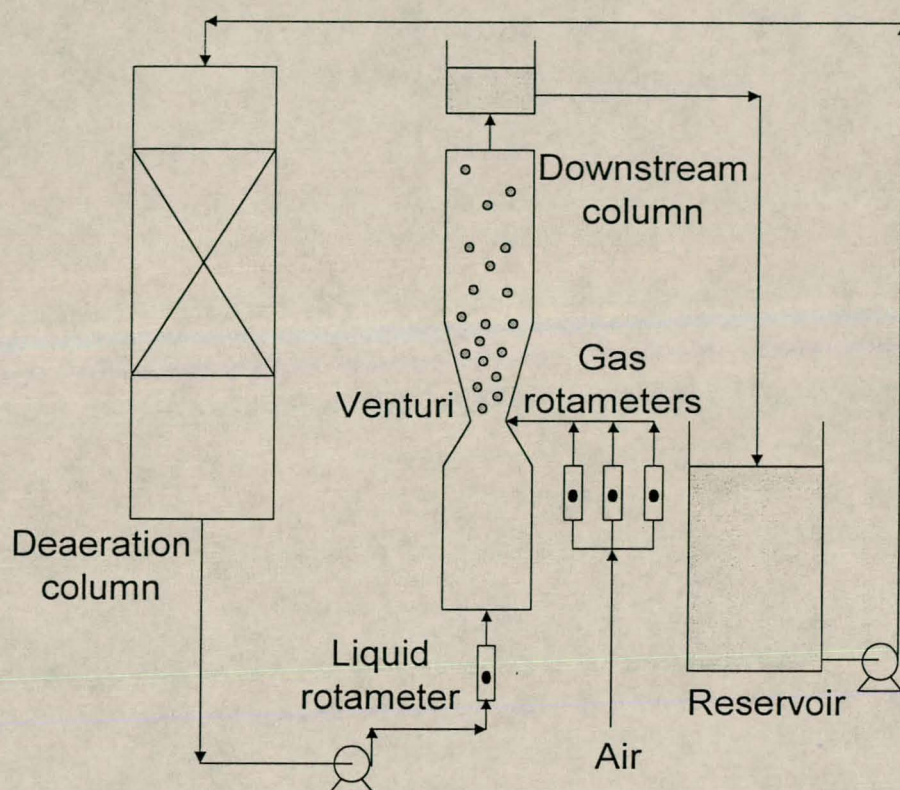 Downstream
column
Gas
rotameters
Venturi
Deaeration
column
Liquid
rotameter
Reservoir
Air